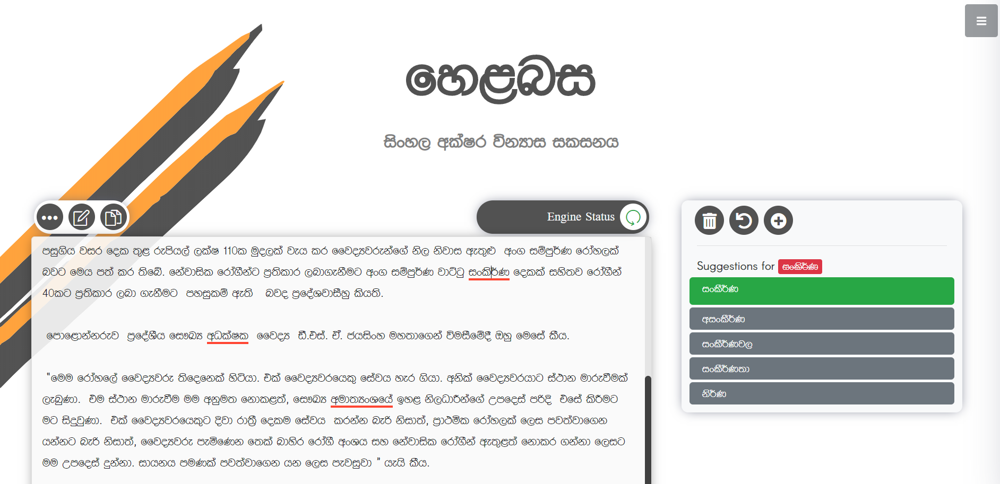 හෙළබස
සිංහල අක්ෂර වින්‍යාස සකසනය
Engine Status
පසුගිය වසර දෙක තුළ රුපියල් ලක්ෂ 110ක මුදලක් වැය කර වෛද්‍යවරුන්ගේ නිල නිවාස ඇතුළු අංග සම්පුර්ණ රෝහලක්
බවට මෙය පත් කර තිබේ. නේවාසික රෝගීන්ට ප්‍රතිකාර ලබාගැනීමට අංග සම්පුර්ණ වාට්ටු සංකිර්ණ දෙකක් සහිතව රෝගීන්
40කට ප්‍රතිකාර ලබා ගැනීමට පහසුකම් ඇති බවද ප්‍රදේශවාසීහු කියති.
පොළොන්නරුව ප්‍රදේශීය සෞඛ්‍ය අධක්ෂක වෛද්‍ය ඩී.එස්. ඒ. ජයසිංහ මහතාගෙන් විමසීමේදී ඔහු මෙසේ කීය.
“මෙම රෝහලේ වෛද්‍යවරු තිදෙනෙක් හිටියා. එක් වෛද්‍යවරයෙකු සේවය හැර ගියා. අනික් වෛද්‍යවරයාට ස්ථාන මාරුවීමක්
ලැබුණා. එම ස්ථාන මාරුවීම මම අනුමත නොකළත්, සෞඛ්‍ය අමාත්‍යංශයේ ඉහළ නිලධාරීන්ගේ උපදෙස් පරිදි එසේ කිරීමට
මට සිදුවුණා. එක් වෛද්‍යවරයෙකුට දිවා රාත්‍රී දෙකම සේවය කරන්න බැරි නිසාත්, ප්‍රාථමික රෝහලක් ලෙස පවත්වාගෙන
යන්නට බැරි නිසාත්, වෛද්‍යවරු පැමිණෙන තෙක් බාහිර රෝගී අංශය සහ නේවාසික රෝගීන් ඇතුළත් නොකර ගන්නා ලෙසට
මම උපදෙස් දුන්නා. සායනය පමණක් පවත්වාගෙන යන ලෙස පැවසුවා ” යැයි කීය.
Suggestions for සංකිර්ණ
සංකීර්ණ
අසංකීර්ණ
සංකීර්ණවල
සංකීර්ණතා
නිර්ණ